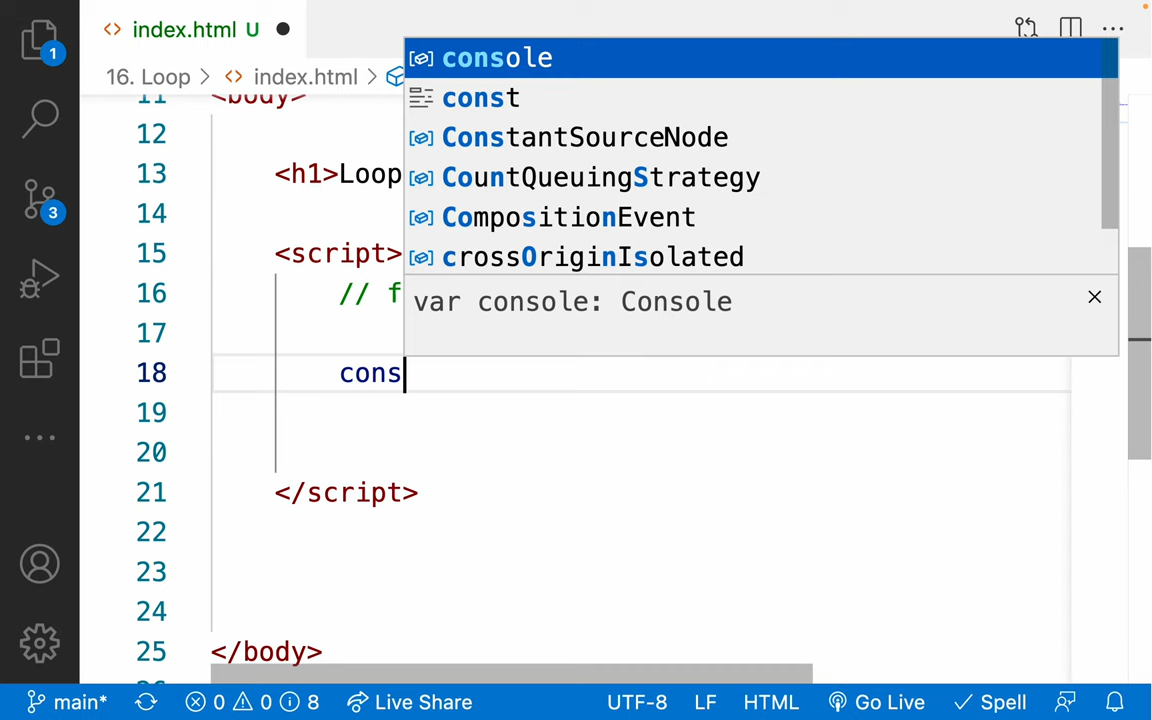 1
3
<> index.html U
16. Loop > <> index.html >
11 <body>
12
13 <h1>Loop
14
15 <script>
16 // f
17
18 cons
19
20
21 </script>
22
23
24
25 </body>
console
const
ConstantSourceNode
CountQueuingStrategy
CompositionEvent
crossOriginIsolated
var console: Console
main* 0 0 8 Live Share UTF-8 LF HTML Go Live Spell